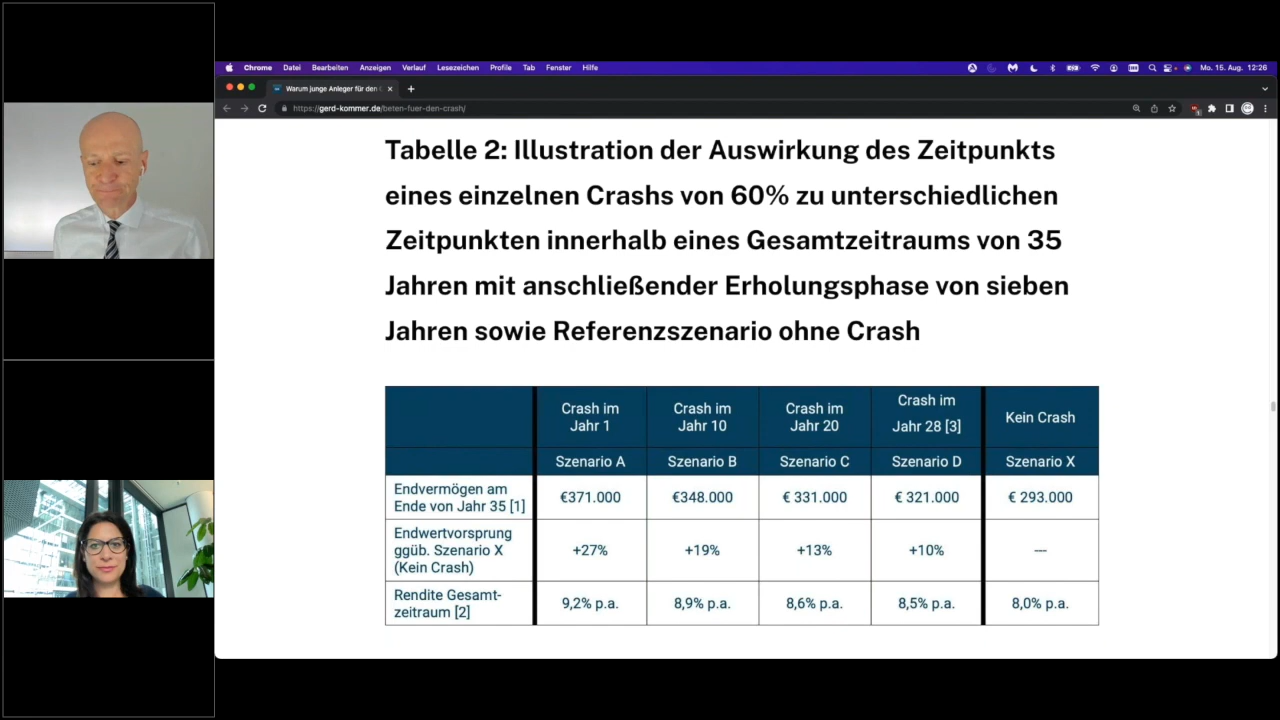 Chrome Datei Bearbeiten Anzeigen Verlauf Lesezeichen Profile Tab Fenster Hilfe Mo. 15. Aug. 12:26
Warum junge Anleger für den
https://gerd-kommer.de/beten-fuer-den-crash/
Tabelle 2: Illustration der Auswirkung des Zeitpunkts
eines einzelnen Crashs von 60% zu unterschiedlichen
Zeitpunkten innerhalb eines Gesamtzeitraums von 35
Jahren mit anschließender Erholungsphase von sieben
Jahren sowie Referenzszenario ohne Crash
Crash im Jahr 1 Crash im Jahr 10 Crash im Jahr 20 Crash im Jahr 28 [3] Kein Crash
Szenario A Szenario B Szenario C Szenario D Szenario X
Endvermögen am
Ende von Jahr 35 [1] €371.000 €348.000 € 331.000 € 321.000 € 293.000
Endwertvorsprung
ggüb. Szenario X +27% +19% +13% +10% ---
(Kein Crash)
Rendite Gesamt-
zeitraum [2] 9,2% p.a. 8,9% p.a. 8,6% p.a. 8,5% p.a. 8,0% p.a.